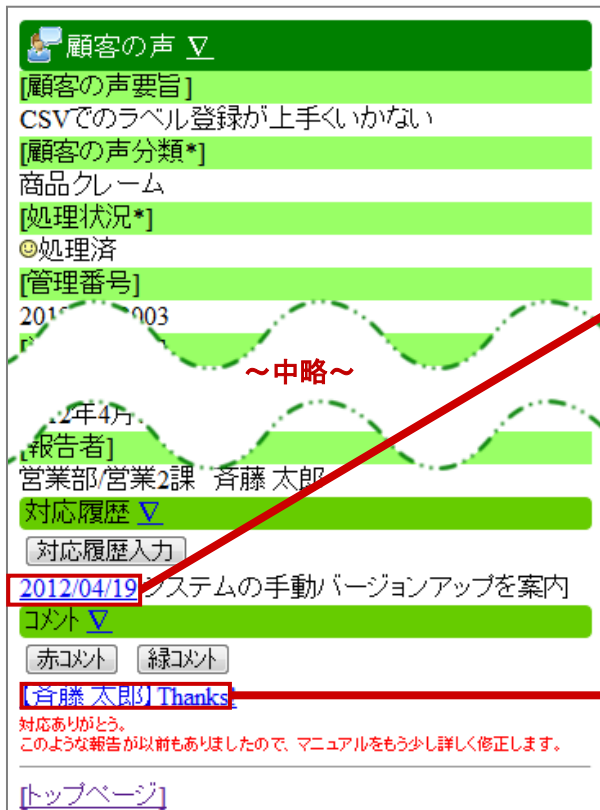 顧客の声 ▽
[顧客の声要旨]
CSVでのラベル登録が上手くいかない
[顧客の声分類*]
商品クレーム
[処理状況*]
処理済
[管理番号]
201 003
～中略～
2年4月
[報告者]
営業部/営業2課 斉藤 太郎
対応履歴 ▽
対応履歴入力
2012/04/19 システムの手動バージョンアップを案内
コメント ▽
赤コメント 緑コメント
【斉藤 太郎】Thanks!
対応ありがとう。
このような報告が以前もありましたので、マニュアルをもう少し詳しく修正します。
[トップページ]